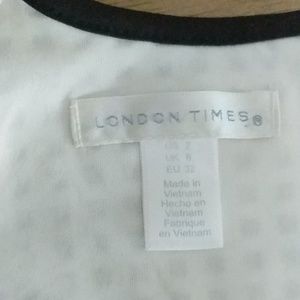 LONDON TIMES®
US 2
UK 6
EU 32
Made in
Vietnam
Hecho en
Vietnam
Fabrique
en Vietnam